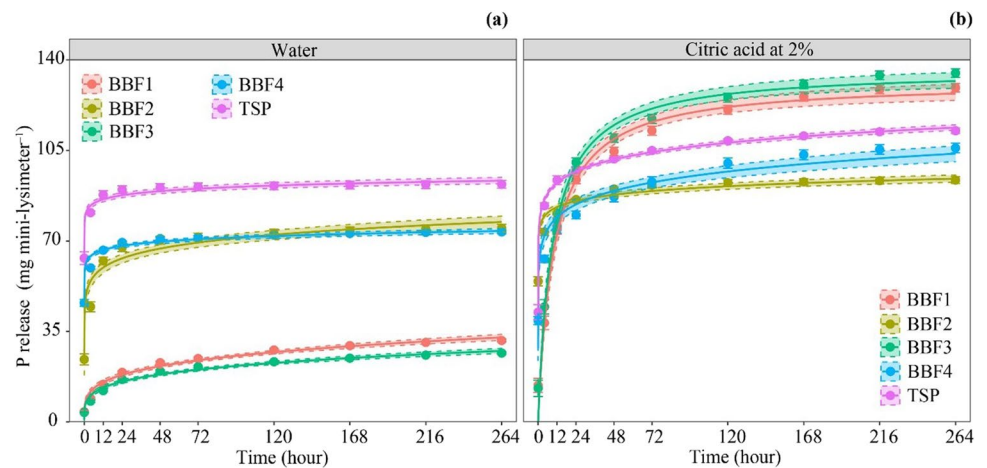 (a)
(b)
Water
Citric acid at 2%
P release (mg mini-lysimeter⁻¹)
140
105
70
35
0
BBF1
BBF2
BBF3
BBF4
TSP
0 12 24 48 72 120 168 216 264
Time (hour)
BBF1
BBF2
BBF3
BBF4
TSP
0 12 24 48 72 120 168 216 264
Time (hour)